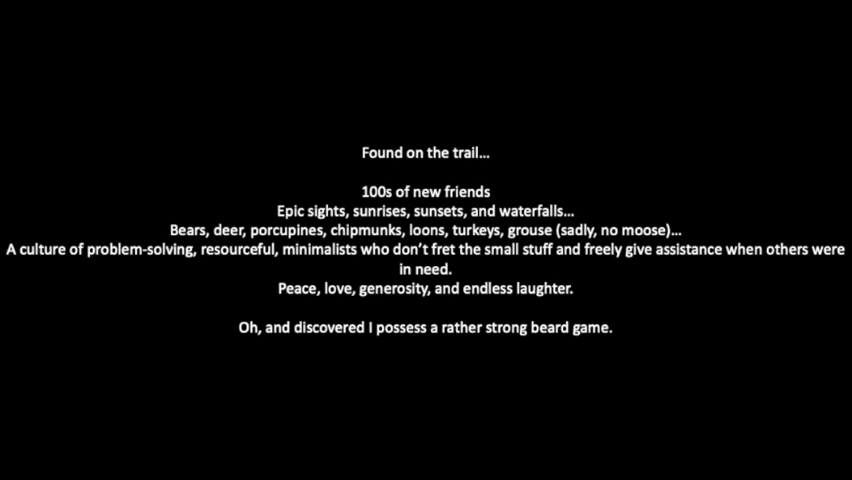 Found on the trail…
100s of new friends
Epic sights, sunrises, sunsets, and waterfalls…
Bears, deer, porcupines, chipmunks, loons, turkeys, grouse (sadly, no moose)…
A culture of problem-solving, resourceful, minimalists who don’t fret the small stuff and freely give assistance when others were
in need.
Peace, love, generosity, and endless laughter.
Oh, and discovered I possess a rather strong beard game.